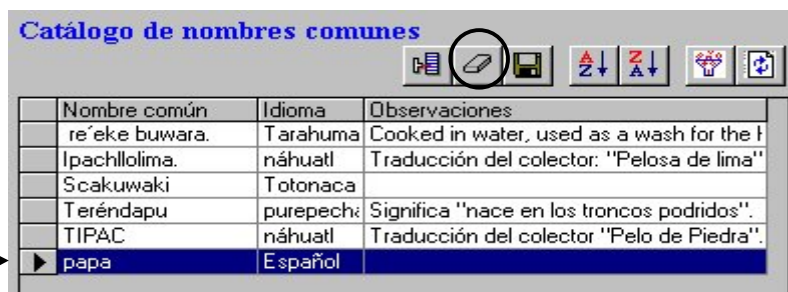 Catálogo de nombres comunes
Nombre común Idioma Observaciones
re´eke buwara. Tarahuma Cooked in water, used as a wash for the
Ipachllolima. náhuatl Traducción del colector: "Pelosa de lima"
Scakuwaki Totonaca
Teréndapu purepecha Significa "nace en los troncos podridos".
TIPAC náhuatl Traducción del colector "Pelo de Piedra".
papa Español